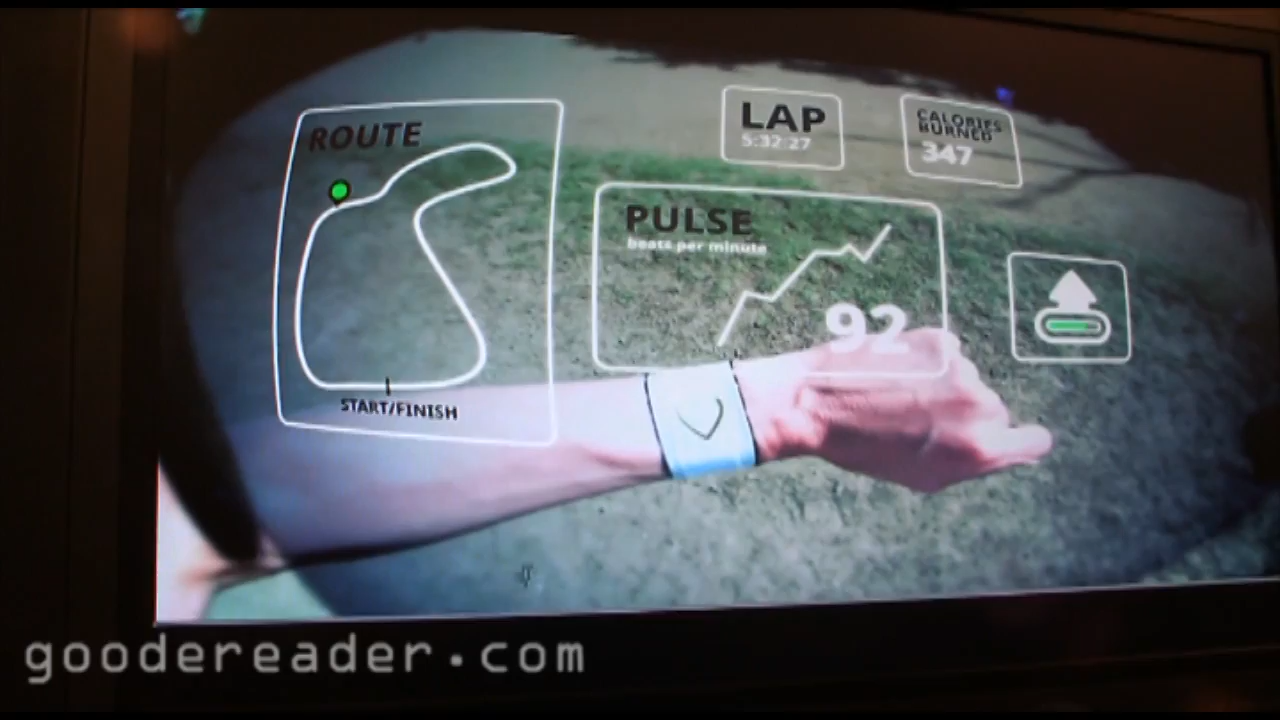 ROUTE
START/FINISH
LAP
5:32:27
CALORIES
BURNED
347
PULSE
beats per minute
92
goodereader.com